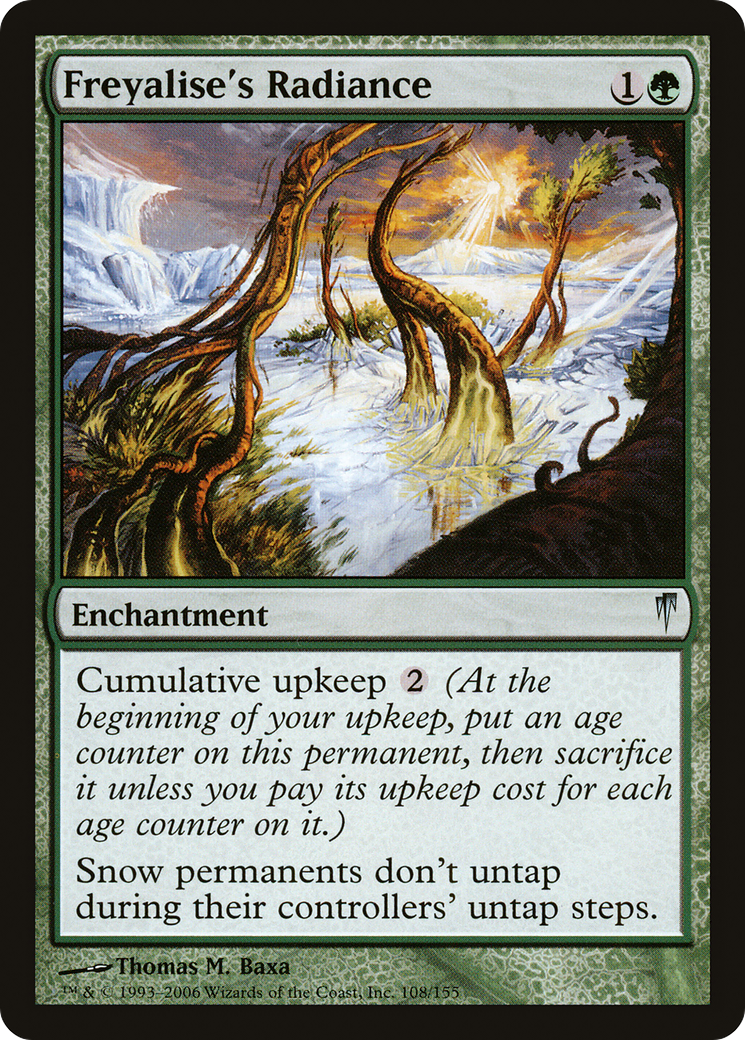 Freyalise's Radiance 1
Enchantment
Cumulative upkeep 2 (At the
beginning of your upkeep, put an age
counter on this permanent, then sacrifice
it unless you pay its upkeep cost for each
age counter on it.)
Snow permanents don't untap
during their controllers' untap steps.
Thomas M. Baxa
™ & © 1993–2006 Wizards of the Coast, Inc. 108/155